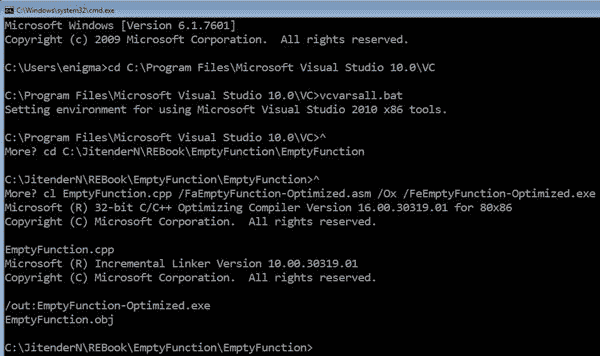 C:\Windows\system32\cmd.exe
Microsoft Windows [Version 6.1.7601]
Copyright (c) 2009 Microsoft Corporation.  All rights reserved.
C:\Users\enigma>cd C:\Program Files\Microsoft Visual Studio 10.0\VC
C:\Program Files\Microsoft Visual Studio 10.0\VC>vcvarsall.bat
Setting environment for using Microsoft Visual Studio 2010 x86 tools.
C:\Program Files\Microsoft Visual Studio 10.0\VC>^
More? cd C:\JitenderN\REBook\EmptyFunction\EmptyFunction
C:\JitenderN\REBook\EmptyFunction\EmptyFunction>^
More? cl EmptyFunction.cpp /FaEmptyFunction-Optimized.asm /Ox /FeEmptyFunction-Optimized.exe
Microsoft (R) 32-bit C/C++ Optimizing Compiler Version 16.00.30319.01 for 80x86
Copyright (C) Microsoft Corporation.  All rights reserved.
EmptyFunction.cpp
Microsoft (R) Incremental Linker Version 10.00.30319.01
Copyright (C) Microsoft Corporation.  All rights reserved.
/out:EmptyFunction-Optimized.exe
EmptyFunction.obj
C:\JitenderN\REBook\EmptyFunction\EmptyFunction>